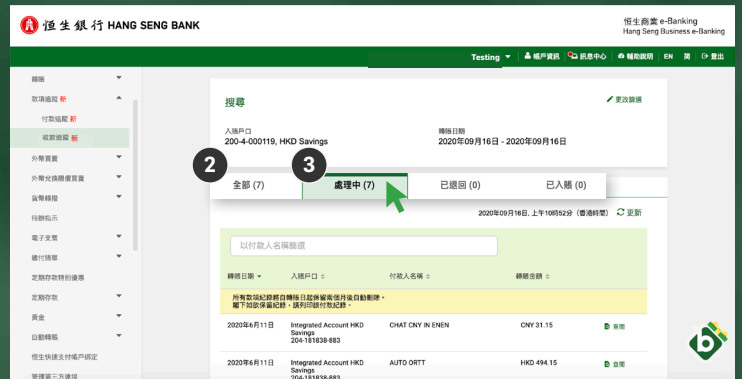 恒生銀行 HANG SENG BANK
恒生商業 e-Banking
Hang Seng Business e-Banking
Testing 帳戶資訊 訊息中心 輔助說明 EN 简 登出
轉賬
款項追蹤 新
付款追蹤 新
收款追蹤 新
外幣買賣
外幣兌換限價買賣
貨幣轉撥
待辦指示
電子支票
繳付賬單
定期存款特別優惠
定期存款
黃金
自動轉賬
恒生快速支付帳戶綁定
管理第三方連接
搜尋
更改篩選
入賬戶口
200-4-000119, HKD Savings
轉賬日期
2020年09月16日 - 2020年09月16日
2
3
全部 (7)
處理中 (7)
已退回 (0)
已入賬 (0)
2020年09月16日, 上午10時52分 (香港時間)
更新
以付款人名稱篩選
轉賬日期
入賬戶口
付款人名稱
轉賬金額
所有款項紀錄將自轉賬日起保留兩個月後自動刪除。
閣下如欲保留記錄，請列印該付款記錄。
2020年6月11日
Integrated Account HKD
Savings
204-181838-883
CHAT CNY IN ENEN
CNY 31.15
查閱
2020年6月11日
Integrated Account HKD
Savings
204-181838-883
AUTO ORTT
HKD 494.15
查閱
b